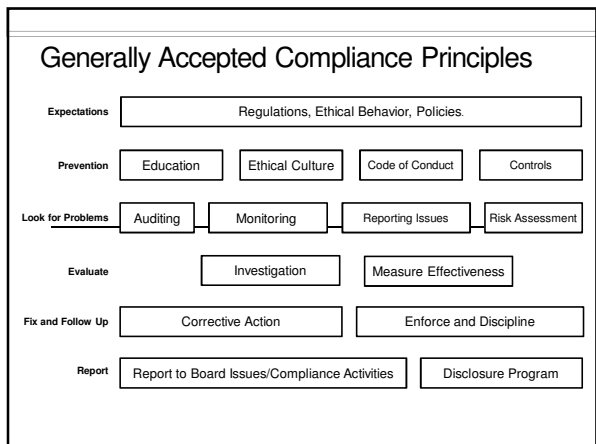 Generally Accepted Compliance Principles
Expectations Regulations, Ethical Behavior, Policies.
Prevention Education Ethical Culture Code of Conduct Controls
Look for Problems Auditing Monitoring Reporting Issues Risk Assessment
Evaluate Investigation Measure Effectiveness
Fix and Follow Up Corrective Action Enforce and Discipline
Report Report to Board Issues/Compliance Activities Disclosure Program